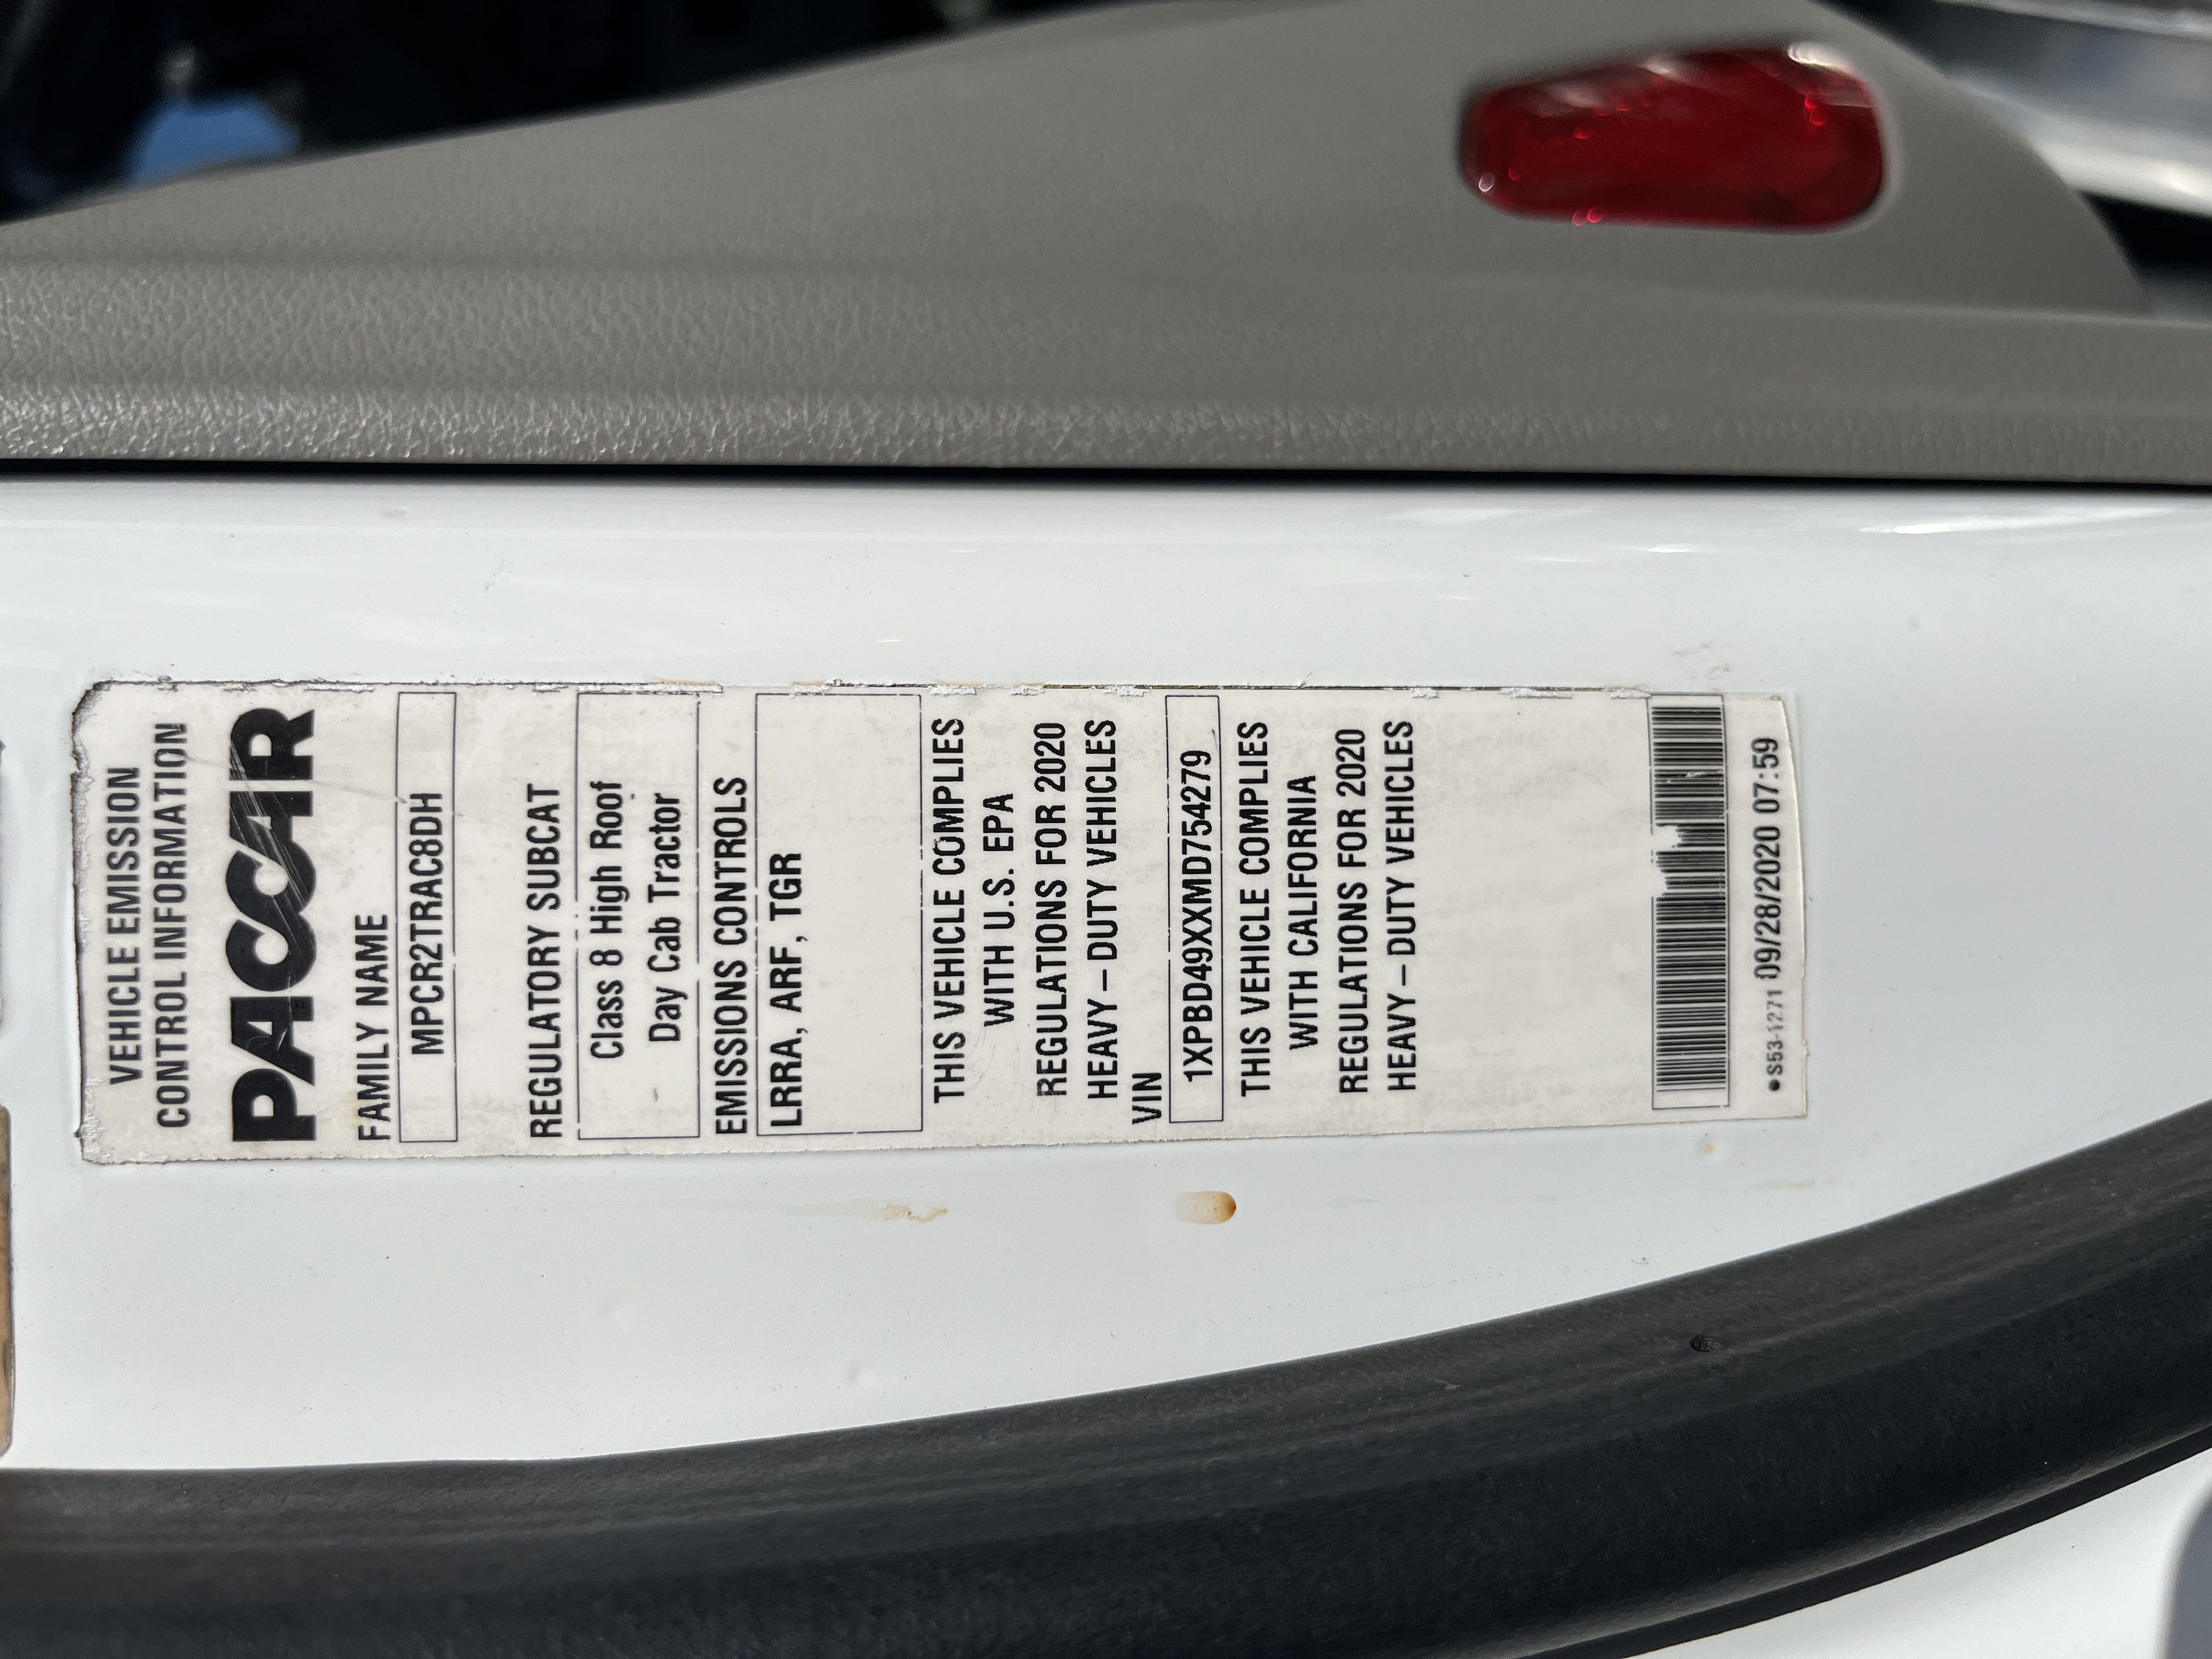 VEHICLE EMISSION
CONTROL INFORMATION
PACCAR
FAMILY NAME
MPCR2TRAC8DH
REGULATORY SUBCAT
Class 8 High Roof
Day Cab Tractor
EMISSIONS CONTROLS
LRRA, ARF, TGR
THIS VEHICLE COMPLIES
WITH U.S. EPA
REGULATIONS FOR 2020
HEAVY-DUTY VEHICLES
VIN
1XPBD49XXMD754279
THIS VEHICLE COMPLIES
WITH CALIFORNIA
REGULATIONS FOR 2020
HEAVY-DUTY VEHICLES
•S53-1271 09/28/2020 07:59